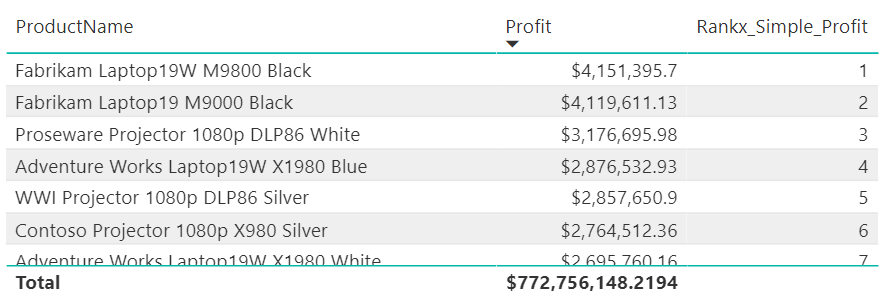 ProductName Profit Rankx_Simple_Profit
Fabrikam Laptop19W M9800 Black $4,151,395.7 1
Fabrikam Laptop19 M9000 Black $4,119,611.13 2
Proseware Projector 1080p DLP86 White $3,176,695.98 3
Adventure Works Laptop19W X1980 Blue $2,876,532.93 4
WWI Projector 1080p DLP86 Silver $2,857,650.9 5
Contoso Projector 1080p X980 Silver $2,764,512.36 6
Adventure Works Laptop19W X1980 White $2,695,760.16 7
Total $772,756,148.2194